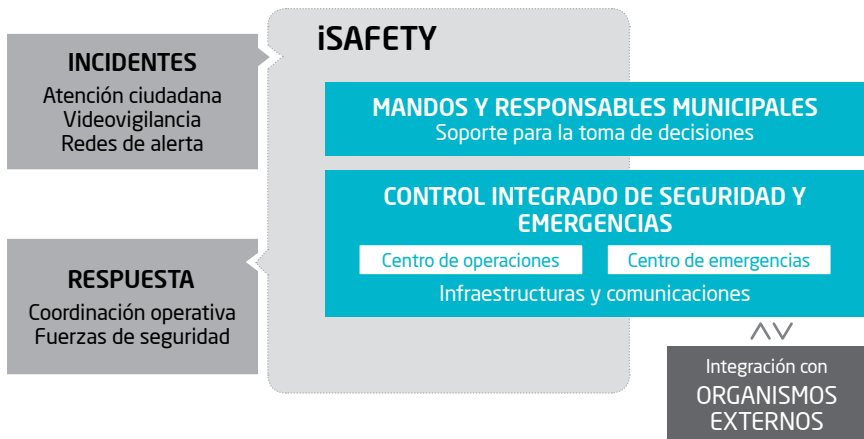 iSAFETY
INCIDENTES
Atención ciudadana
Videovigilancia
Redes de alerta
MANDOS Y RESPONSABLES MUNICIPALES
Soporte para la toma de decisiones
CONTROL INTEGRADO DE SEGURIDAD Y
EMERGENCIAS
Centro de operaciones
Centro de emergencias
Infraestructuras y comunicaciones
RESPUESTA
Coordinación operativa
Fuerzas de seguridad
Integración con
ORGANISMOS
EXTERNOS